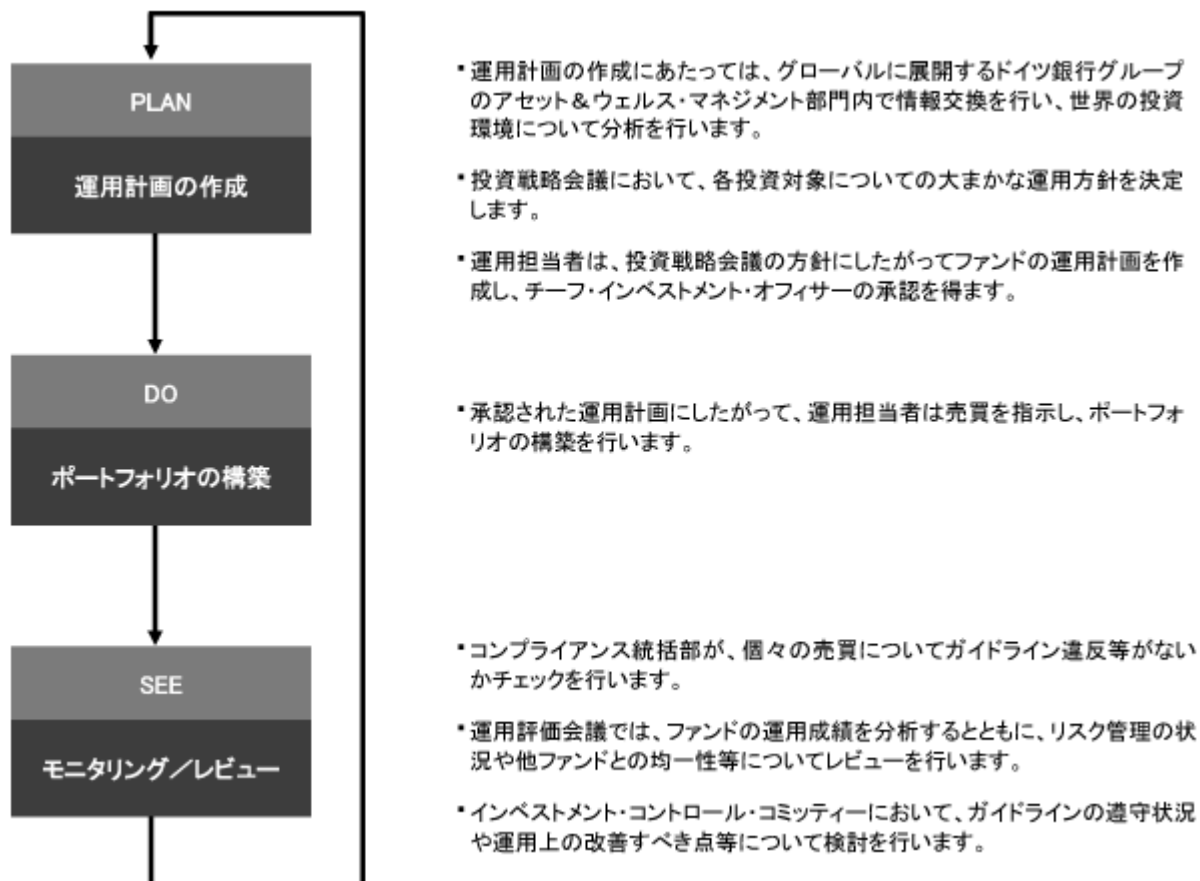 PLAN
運用計画の作成
▪運用計画の作成にあたっては、グローバルに展開するドイツ銀行グループ
のアセット&ウェルス・マネジメント部門内で情報交換を行い、世界の投資
環境について分析を行います。
▪投資戦略会議において、各投資対象についての大まかな運用方針を決定
します。
▪運用担当者は、投資戦略会議の方針にしたがってファンドの運用計画を作
成し、チーフ・インベストメント・オフィサーの承認を得ます。
DO
ポートフォリオの構築
▪承認された運用計画にしたがって、運用担当者は売買を指示し、ポートフォ
リオの構築を行います。
SEE
モニタリング/レビュー
▪コンプライアンス統括部が、個々の売買についてガイドライン違反等がない
かチェックを行います。
▪運用評価会議では、ファンドの運用成績を分析するとともに、リスク管理の状
況や他ファンドとの均一性等についてレビューを行います。
▪インベストメント・コントロール・コミッティーにおいて、ガイドラインの遵守状況
や運用上の改善すべき点等について検討を行います。